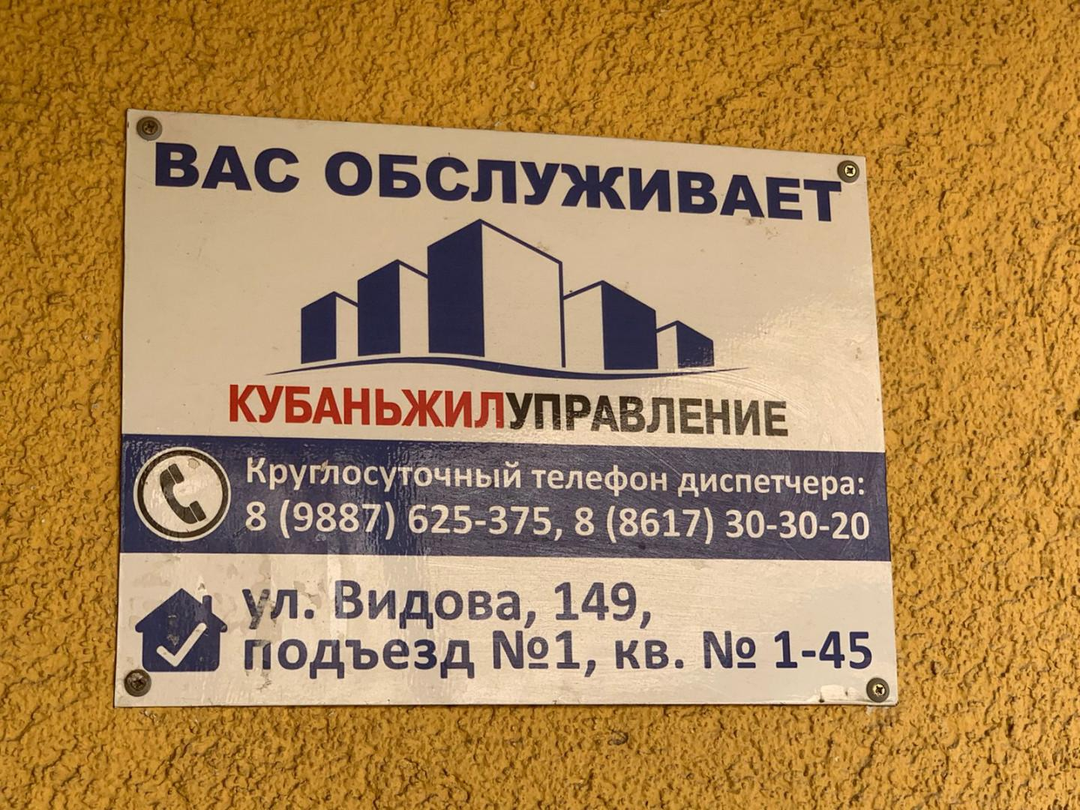 ВАС ОБСЛУЖИВАЕТ
КУБАНЬЖИЛУПРАВЛЕНИЕ
Круглосуточный телефон диспетчера:
8 (9887) 625-375, 8 (8617) 30-30-20
ул. Видова, 149,
подъезд №1, кв. № 1-45